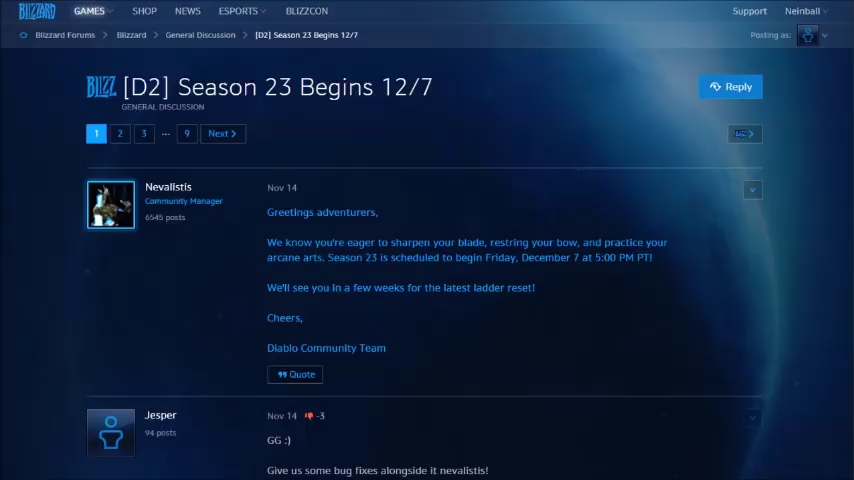 BLIZZARD GAMES SHOP NEWS ESPORTS BLIZZCON Support Neinball
Blizzard Forums Blizzard General Discussion [D2] Season 23 Begins 12/7 Posting as:
BLIZZ [D2] Season 23 Begins 12/7 Reply
GENERAL DISCUSSION
1 2 3 ... 9 Next BLIZZ
Nevalistis
Community Manager
6545 posts
Nov 14
Greetings adventurers,
We know you're eager to sharpen your blade, restring your bow, and practice your
arcane arts. Season 23 is scheduled to begin Friday, December 7 at 5:00 PM PT!
We'll see you in a few weeks for the latest ladder reset!
Cheers,
Diablo Community Team
Quote
Jesper
94 posts
Nov 14 -3
GG :)
Give us some bug fixes alongside it nevalistis!